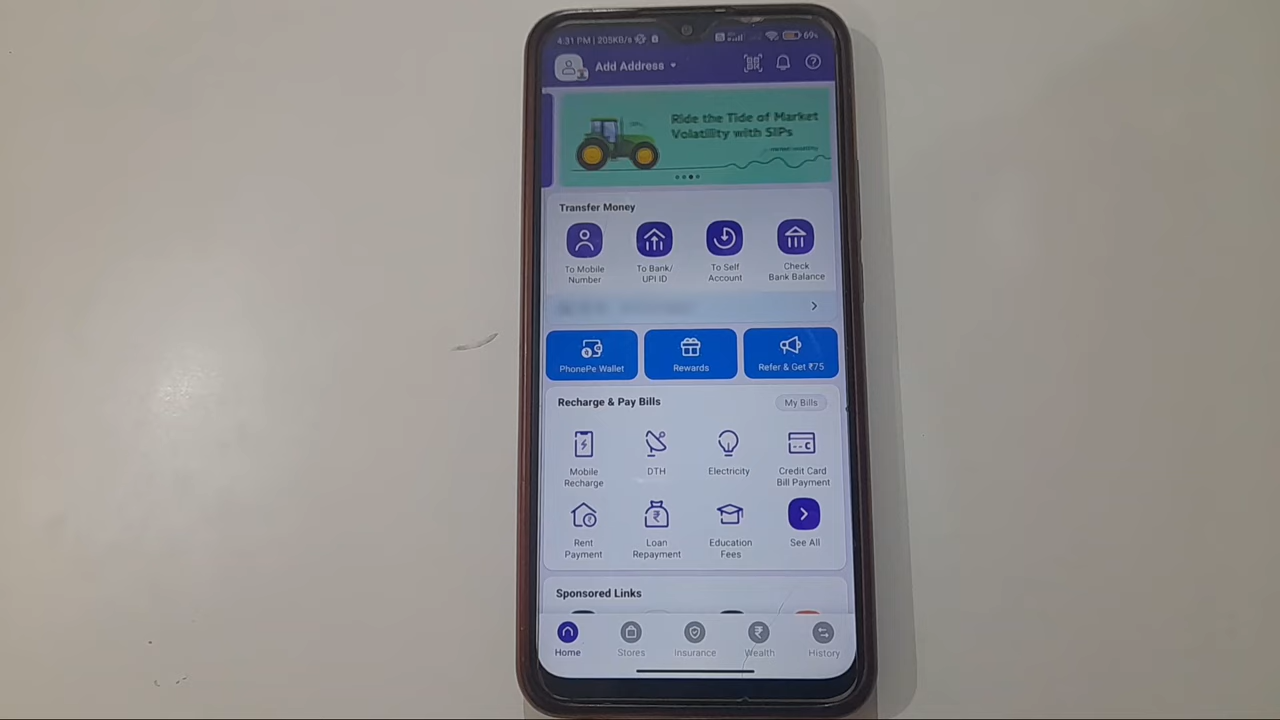 4:31 PM | 205KB/s
69%
Add Address
Ride the Tide of Market
Volatility with SIPs
market volatility
Transfer Money
To Mobile
Number
To Bank/
UPI ID
To Self
Account
Check
Bank Balance
PhonePe Wallet
Rewards
Refer & Get ₹75
Recharge & Pay Bills
My Bills
Mobile
Recharge
DTH
Electricity
Credit Card
Bill Payment
Rent
Payment
Loan
Repayment
Education
Fees
See All
Sponsored Links
Home
Stores
Insurance
Wealth
History